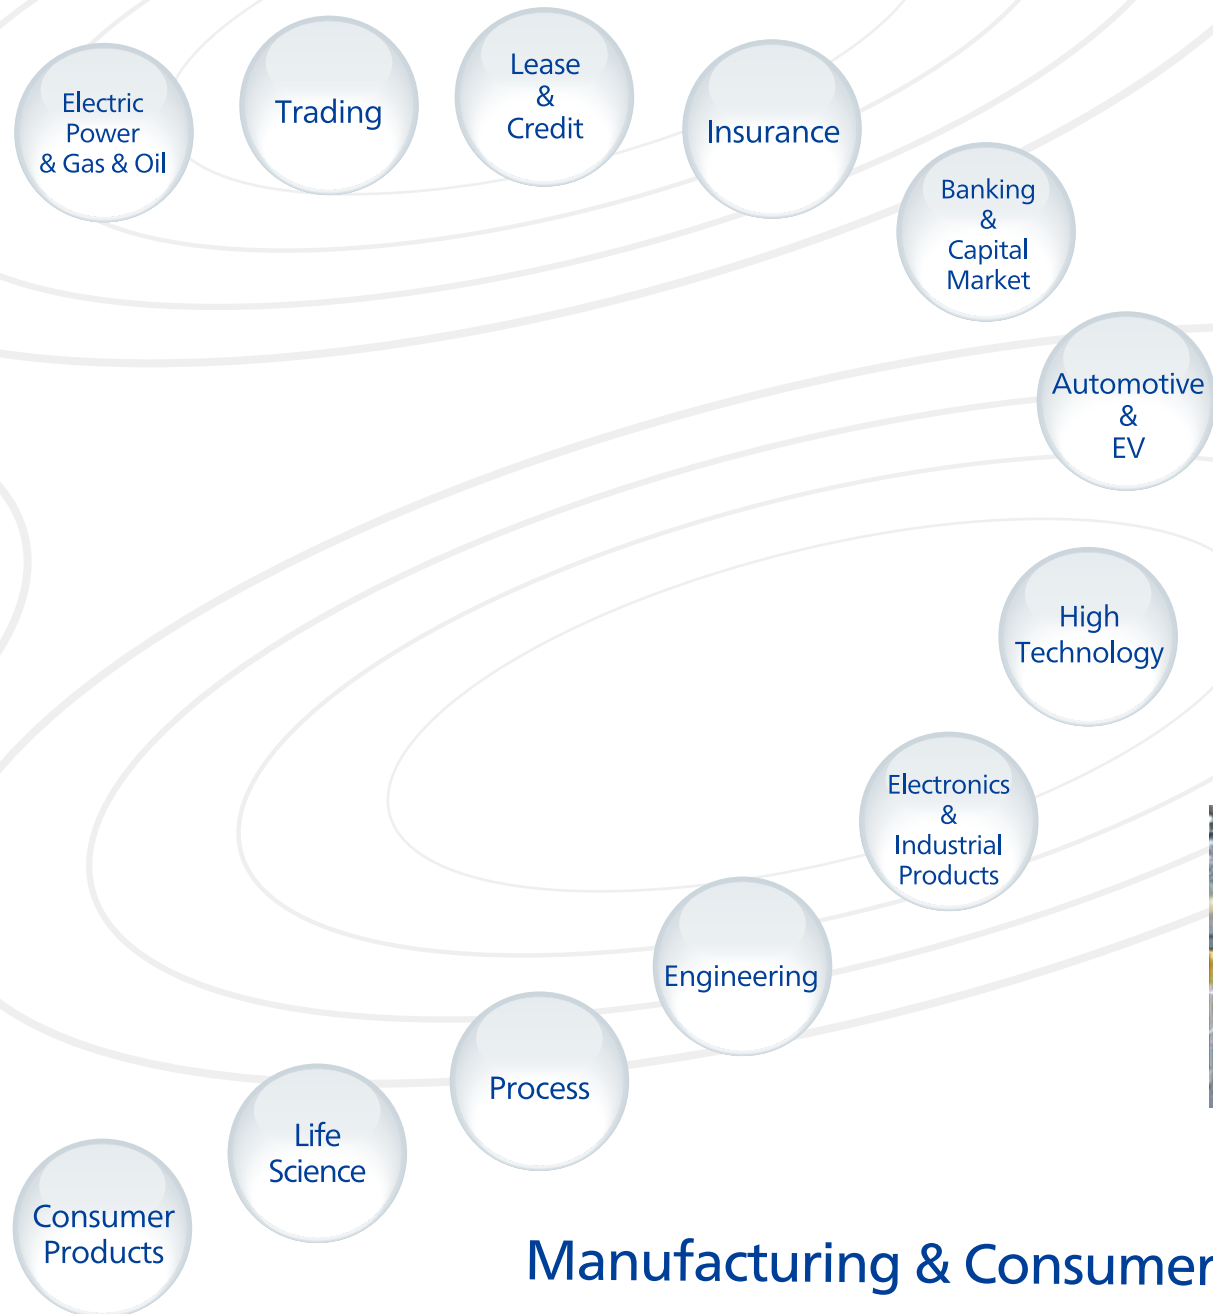 Electric
Power
& Gas & Oil
Trading
Lease
&
Credit
Insurance
Banking
&
Capital
Market
Automotive
&
EV
High
Technology
Electronics
&
Industrial
Products
Engineering
Process
Life
Science
Consumer
Products
Manufacturing & Consumer